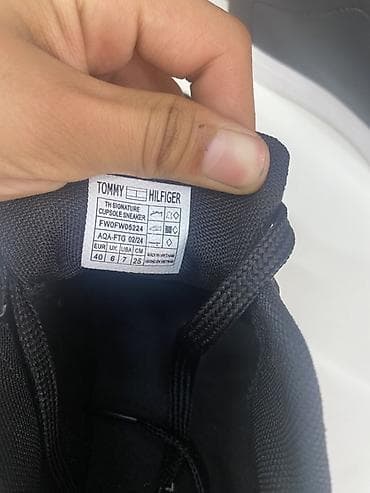 TOMMY HILFIGER
TH SIGNATURE
CUPSOLE SNEAKER
FW0FW05224
AQA-FTG 02/24
EUR UK USA CM
40 6 7 25
MADE IN VIETNAM